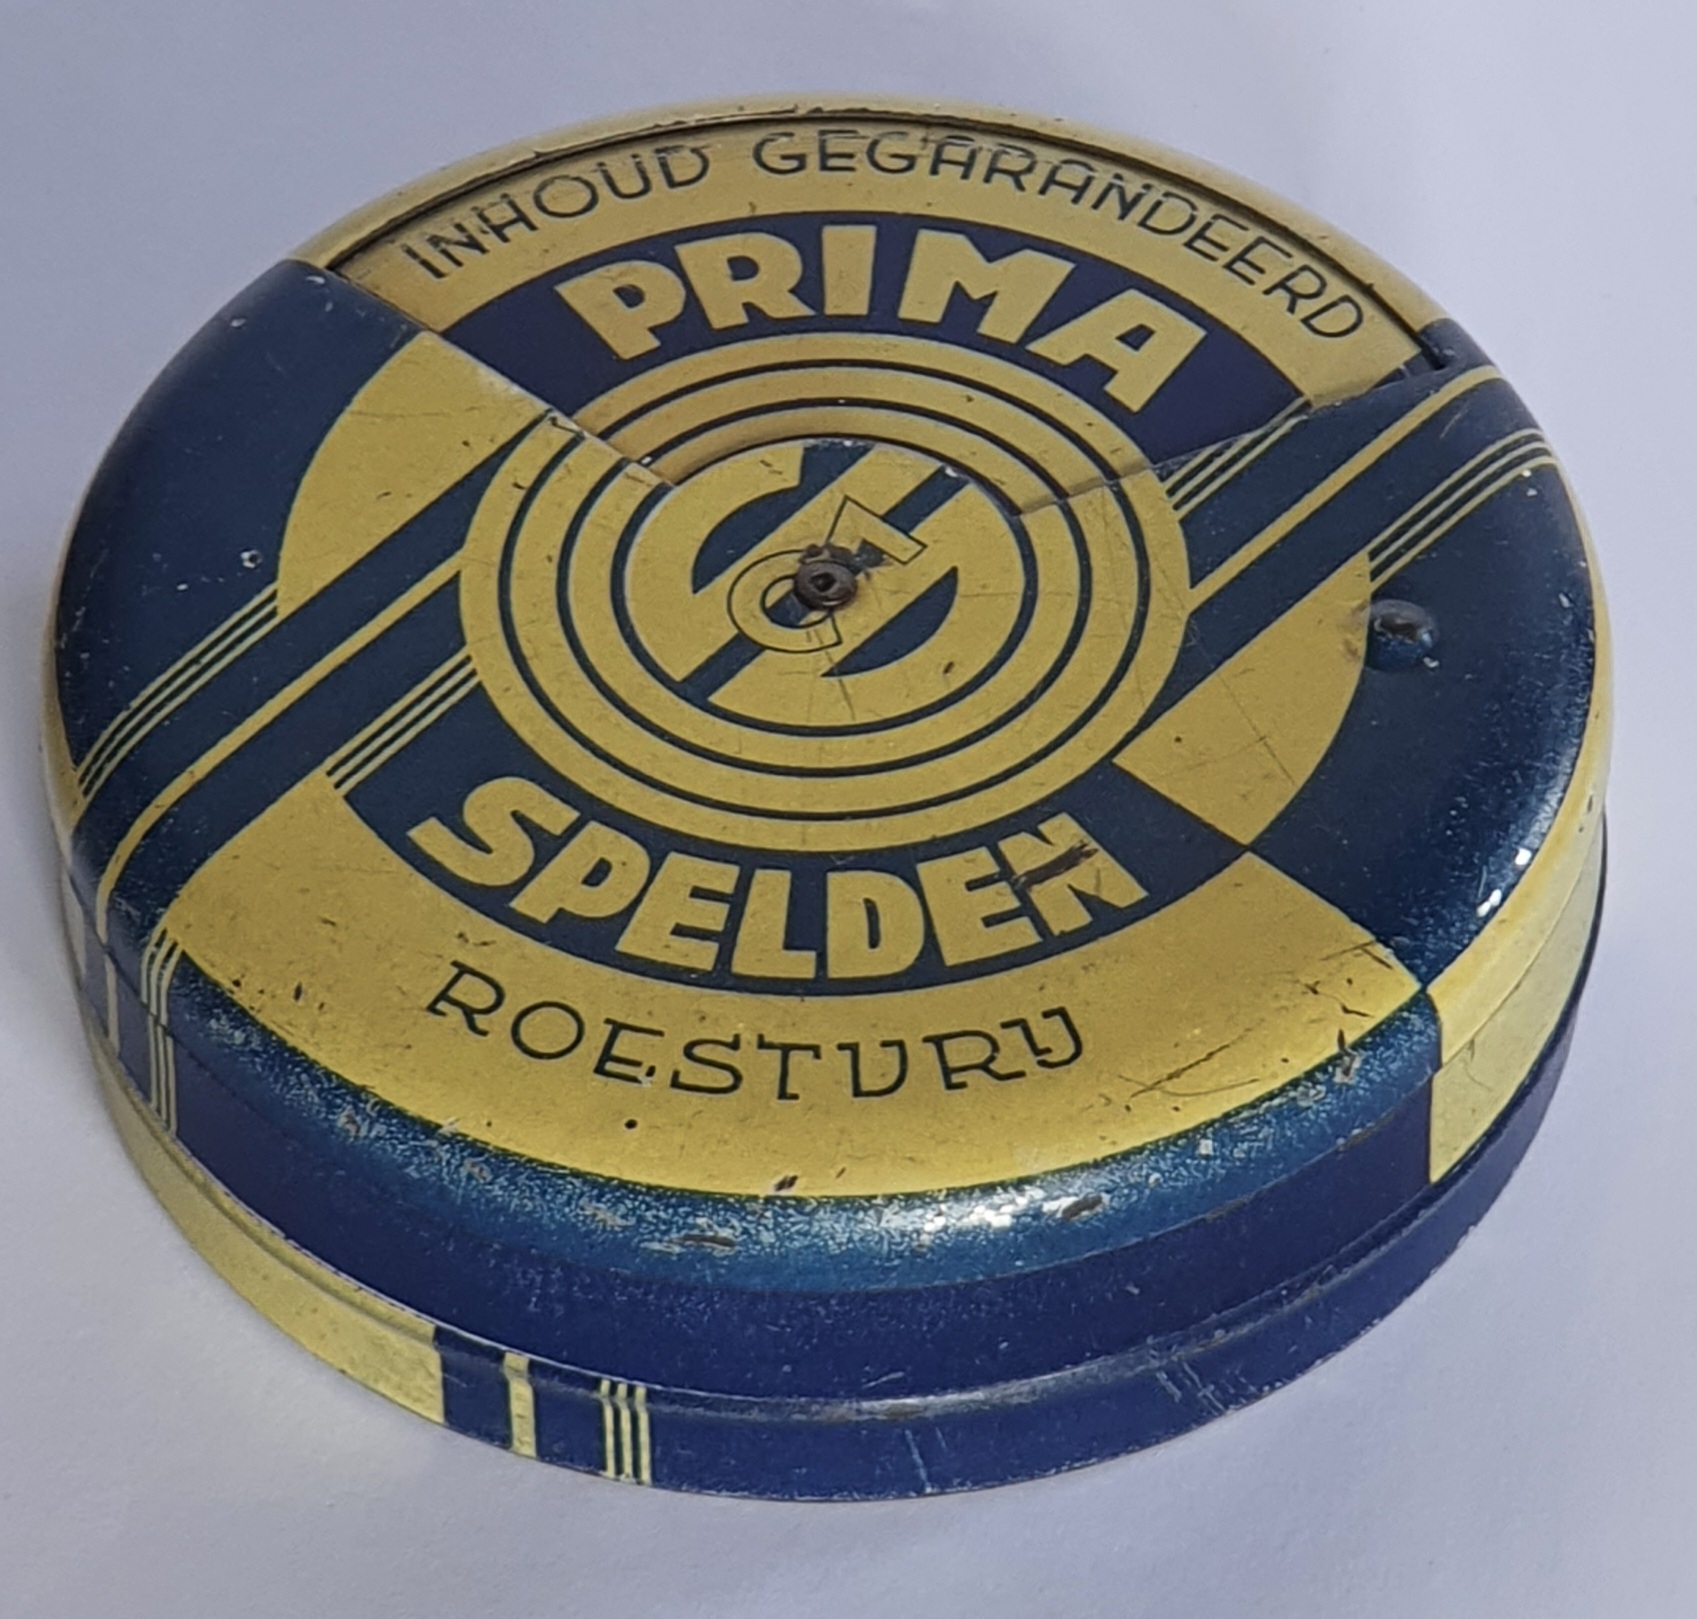 INHOUD GEGARANDEERD
PRIMA
SPELDEN
ROESTVRIJ